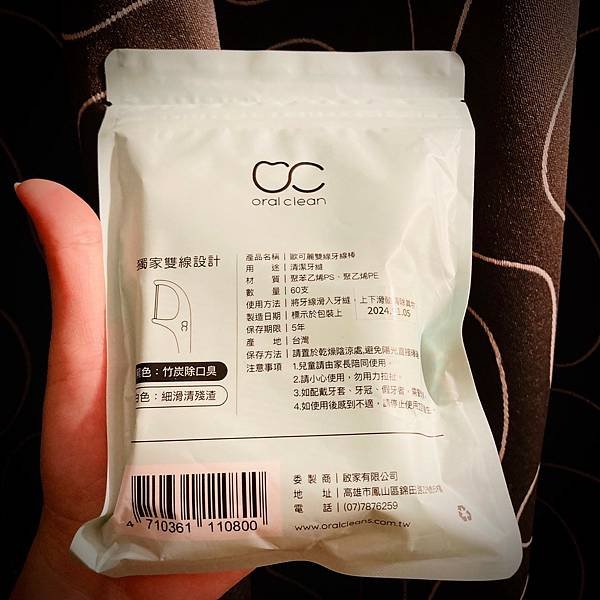 oral clean
獨家雙線設計
黑色：竹炭除口臭
白色：細滑清殘渣
產品名稱｜歐可麗雙線牙線棒
用途｜清潔牙縫
材質｜聚苯乙烯PS、聚乙烯PE
數量｜60支
使用方法｜將牙線滑入牙縫，上下滑
製造日期｜標示於包裝上
2024 05
保存期限｜5年
產地｜台灣
保存方法｜請置於乾燥陰涼處,避免陽光直接
注意事項｜1.兒童請由家長陪同使用。
2.請小心使用，勿用力拉扯
3.如配戴牙套、牙冠、假牙者
4.如使用後感到不適，請停止使用
4 710361 110800
委製商｜啟家有限公司
地址｜高雄市鳳山區錦田
電話｜(07)7876259
www.oralcleans.com.tw